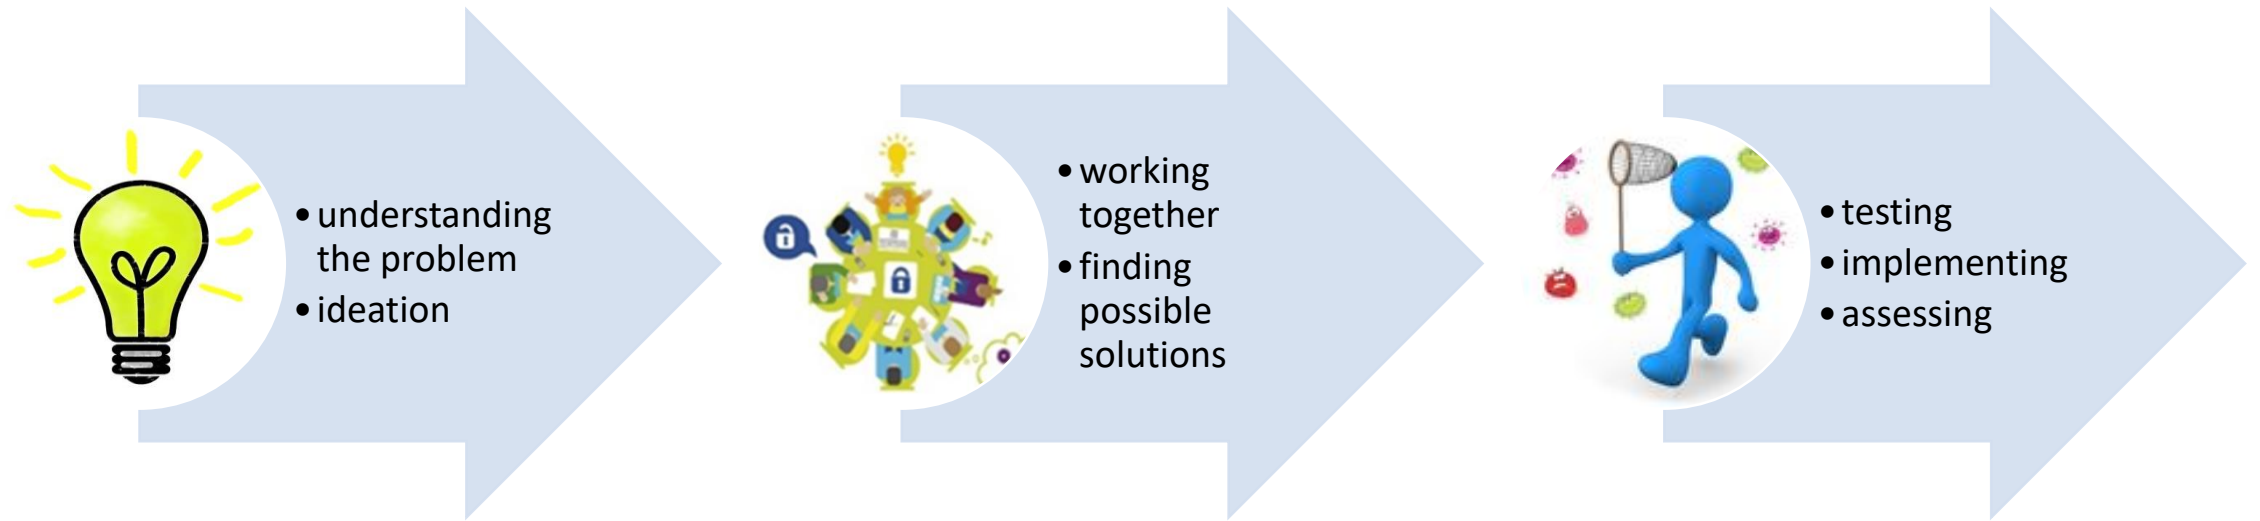 • understanding
the problem
• ideation
• working
together
• finding
possible
solutions
• testing
• implementing
• assessing